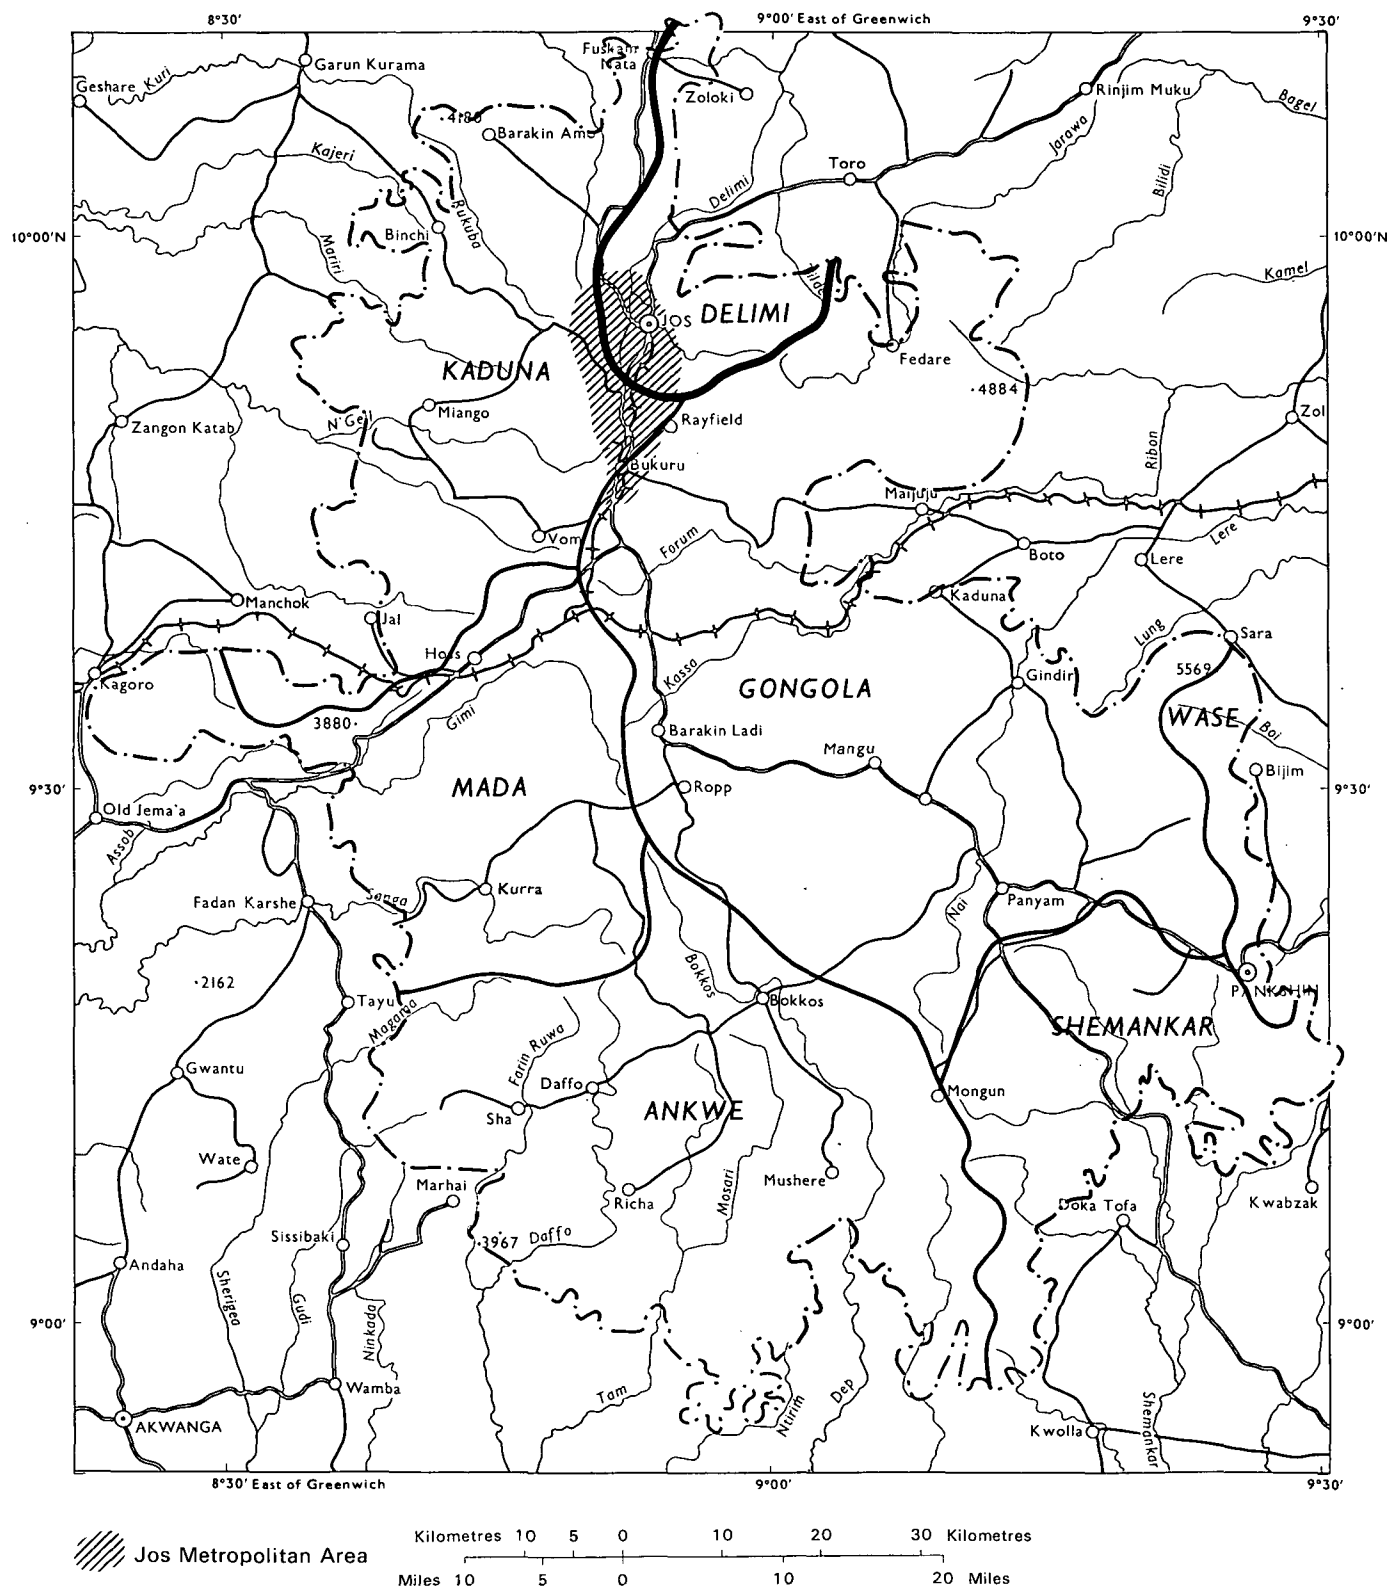 8°30′
9°00′ East of Greenwich
9°30′
Garun Kurama
Geshare
Kuri
Fuskam
Mata
Zoloki
Rinjim Muku
Bagel
·4180
Barakin Amo
Kajeri
Jarawa
Toro
Bilidi
Delimi
Rukuba
Binchi
10°00′N
10°00′N
Mariri
Tilde
Kamel
JOS
DELIMI
KADUNA
Fedare
·4884
Miango
Zol
Zangon Katab
N'Gell
Rayfield
Ribon
Bukuru
Maijuju
Vom
Forum
Boto
Lere
Lere
Manchok
Kaduna
Jal
Lung
Sara
Hoss
Kassa
Gindir
5569
Kagoro
GONGOLA
WASE
3880·
Gimi
Barakin Ladi
Boi
Mangu
Bijim
MADA
Ropp
9°30′
9°30′
Old Jema'a
Assob
Fadan Karshe
Sanga
Kurra
Nai
Panyam
·2162
Bokkos
Bokkos
PANKSHIN
Tayu
Magama
SHEMANKAR
Farin Ruwa
Gwantu
Daffo
Mongun
Sha
ANKWE
Wate
Marhai
Richa
Mosari
Mushere
Doka Tofa
Kwabzak
Sissibaki
·3967
Daffo
Andaha
Sherigea
Gudi
Ninkada
9°00′
9°00′
Wamba
Tam
Ntirim
Dep
Shemankar
AKWANGA
Kwolla
8°30′ East of Greenwich
9°00′
9°30′
Jos Metropolitan Area
Kilometres 10 5 0 10 20 30 Kilometres
Miles 10 5 0 10 20 Miles